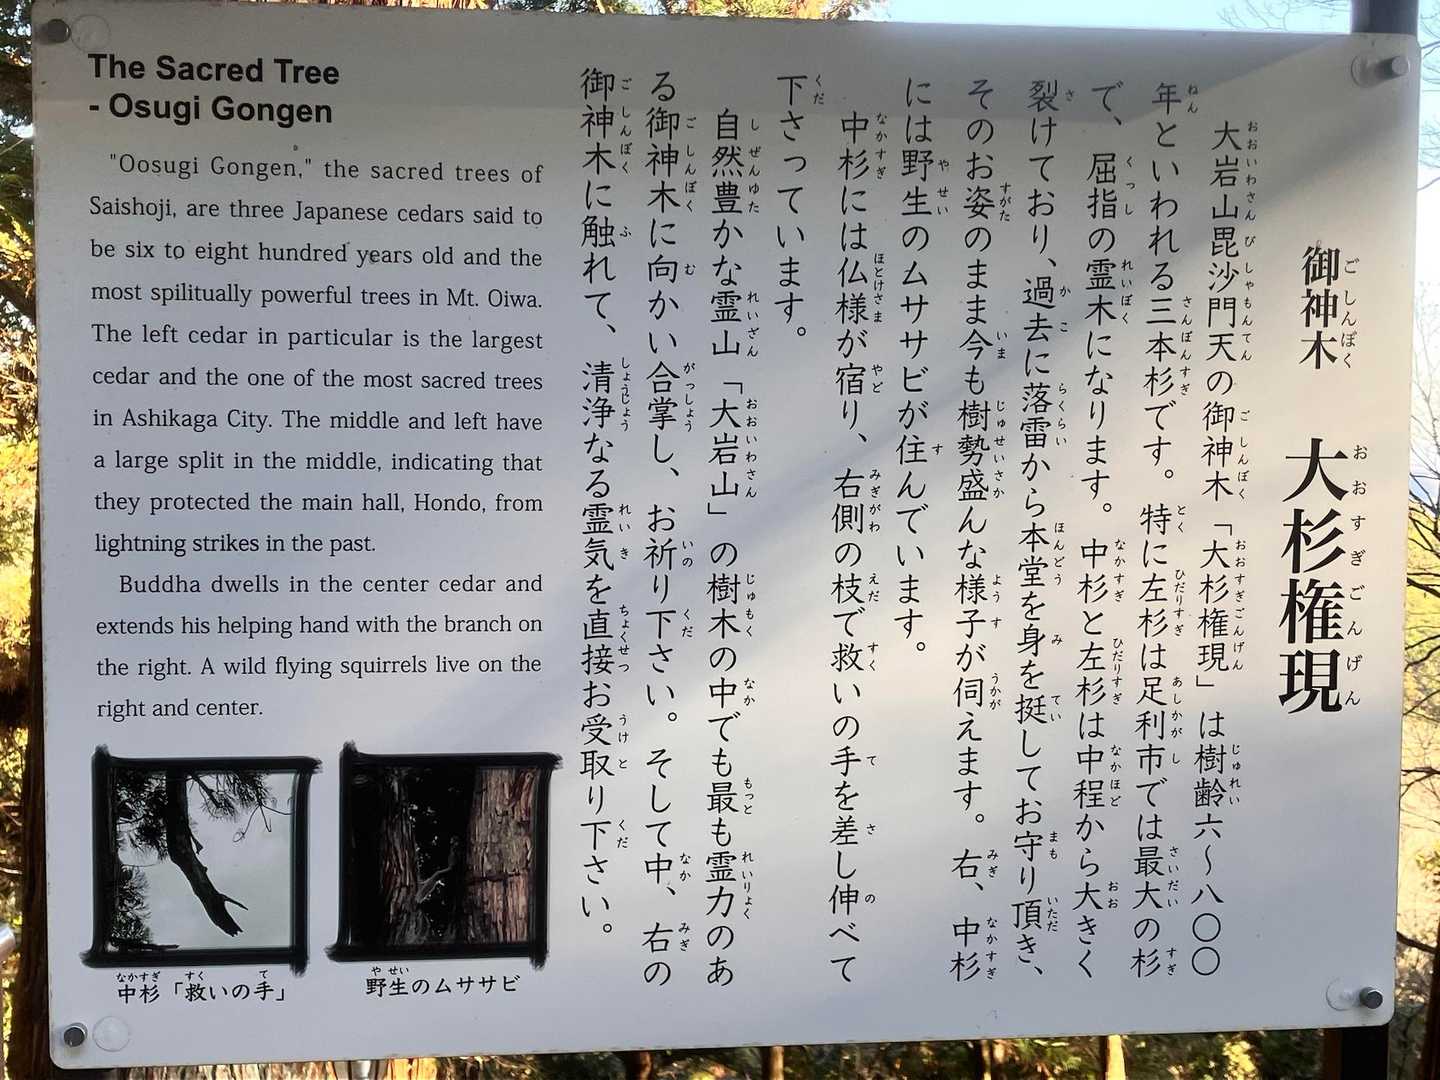 The Sacred Tree
- Osugi Gongen
"Oosugi Gongen," the sacred trees of
Saishoji, are three Japanese cedars said to
be six to eight hundred years old and the
most spilitually powerful trees in Mt. Oiwa.
The left cedar in particular is the largest
cedar and the one of the most sacred trees
in Ashikaga City. The middle and left have
a large split in the middle, indicating that
they protected the main hall, Hondo, from
lightning strikes in the past.
Buddha dwells in the center cedar and
extends his helping hand with the branch on
the right. A wild flying squirrels live on the
right and center.
御神木 大杉権現
ごしんぼく おおすぎごんげん
大岩山毘沙門天の御神木「大杉権現」は樹齢六〜八〇〇
年といわれる三本杉です。特に左杉は足利市では最大の杉
で、屈指の霊木になります。中杉と左杉は中程から大きく
裂けており、過去に落雷から本堂を身を挺してお守り頂き、
そのお姿のまま今も樹勢盛んな様子が伺えます。右、中杉
には野生のムササビが住んでいます。
中杉には仏様が宿り、右側の枝で救いの手を差し伸べて
下さっています。
自然豊かな霊山「大岩山」の樹木の中でも最も霊力のあ
る御神木に向かい合掌し、お祈り下さい。そして中、右の
御神木に触れて、清浄なる霊気を直接お受取り下さい。
中杉「救いの手」
野生のムササビ